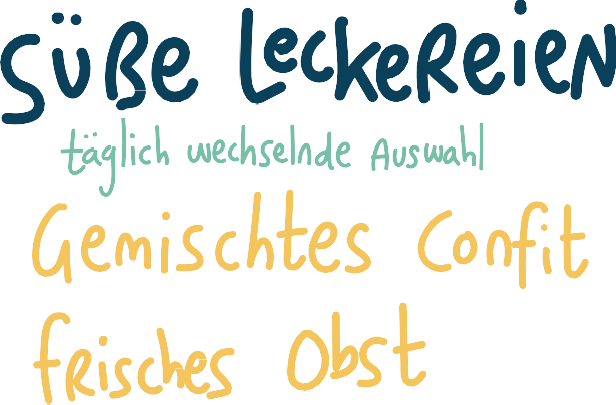 Süße Leckereien
täglich wechselnde Auswahl
Gemischtes Confit
frisches Obst